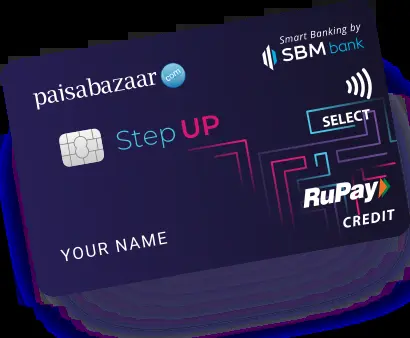 Smart Banking by
SBM bank
paisabazaar.com
Step UP
SELECT
RuPay
CREDIT
YOUR NAME